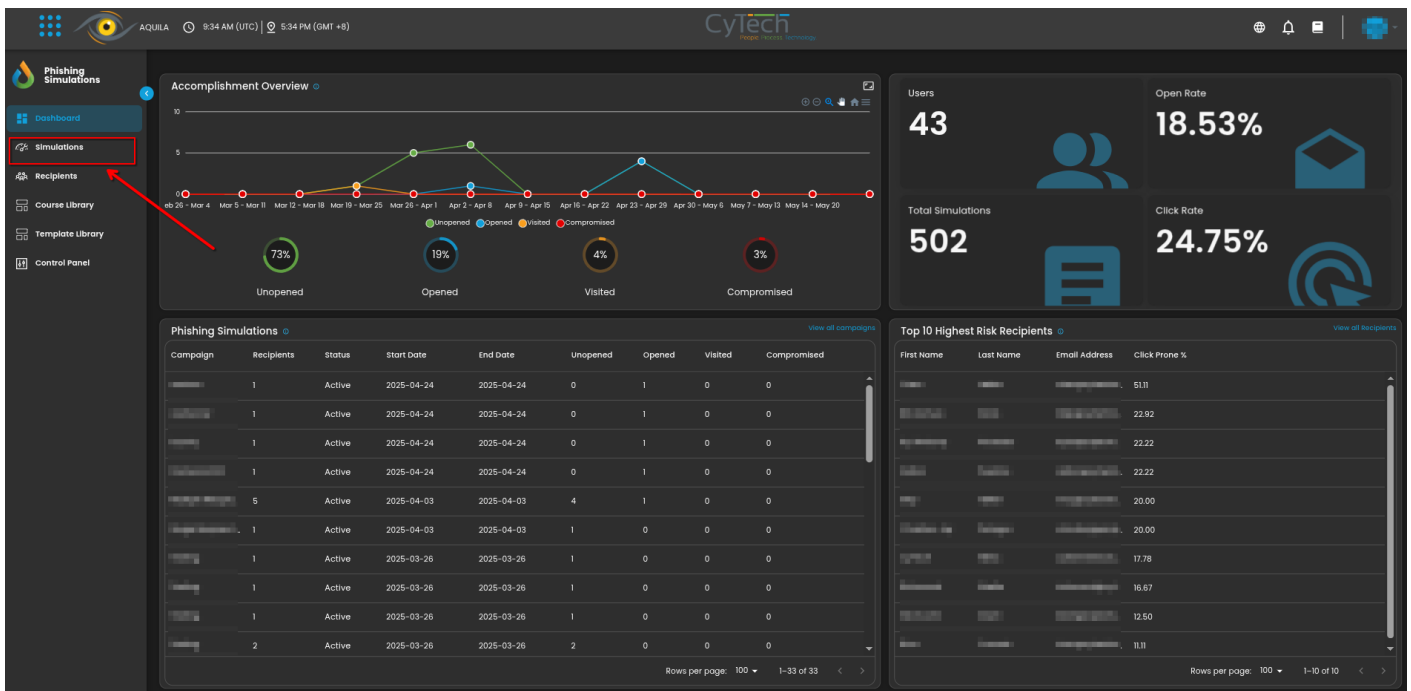 AQUILA 9:34 AM (UTC) 5:34 PM (GMT +8)
CyTech
People Process Technology
Phishing
Simulations
Dashboard
Simulations
Recipients
Course Library
Template Library
Control Panel
Accomplishment Overview
10
5
0
eb 26 - Mar 4 Mar 5 - Mar 11 Mar 12 - Mar 18 Mar 19 - Mar 25 Mar 26 - Apr 1 Apr 2 - Apr 8 Apr 9 - Apr 15 Apr 16 - Apr 22 Apr 23 - Apr 29 Apr 30 - May 6 May 7 - May 13 May 14 - May 20
Unopened Opened Visited Compromised
73% 19% 4% 3%
Unopened Opened Visited Compromised
Users
43
Open Rate
18.53%
Total Simulations
502
Click Rate
24.75%
Phishing Simulations View all campaigns
Campaign Recipients Status Start Date End Date Unopened Opened Visited Compromised
1 Active 2025-04-24 2025-04-24 0 1 0 0
1 Active 2025-04-24 2025-04-24 0 1 0 0
1 Active 2025-04-24 2025-04-24 0 1 0 0
1 Active 2025-04-24 2025-04-24 0 1 0 0
5 Active 2025-04-03 2025-04-03 4 1 0 0
1 Active 2025-04-03 2025-04-03 1 0 0 0
1 Active 2025-03-26 2025-03-26 1 0 0 0
1 Active 2025-03-26 2025-03-26 1 0 0 0
1 Active 2025-03-26 2025-03-26 1 0 0 0
2 Active 2025-03-26 2025-03-26 2 0 0 0
Rows per page: 100 1–33 of 33
Top 10 Highest Risk Recipients View all Recipients
First Name Last Name Email Address Click Prone %
51.11
22.92
22.22
22.22
20.00
20.00
17.78
16.67
12.50
11.11
Rows per page: 100 1–10 of 10